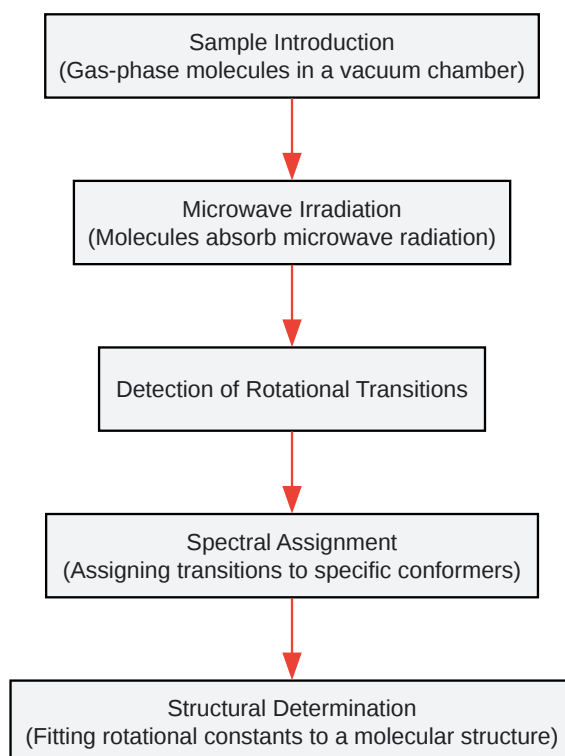 Sample Introduction
(Gas-phase molecules in a vacuum chamber)
Microwave Irradiation
(Molecules absorb microwave radiation)
Detection of Rotational Transitions
Spectral Assignment
(Assigning transitions to specific conformers)
Structural Determination
(Fitting rotational constants to a molecular structure)